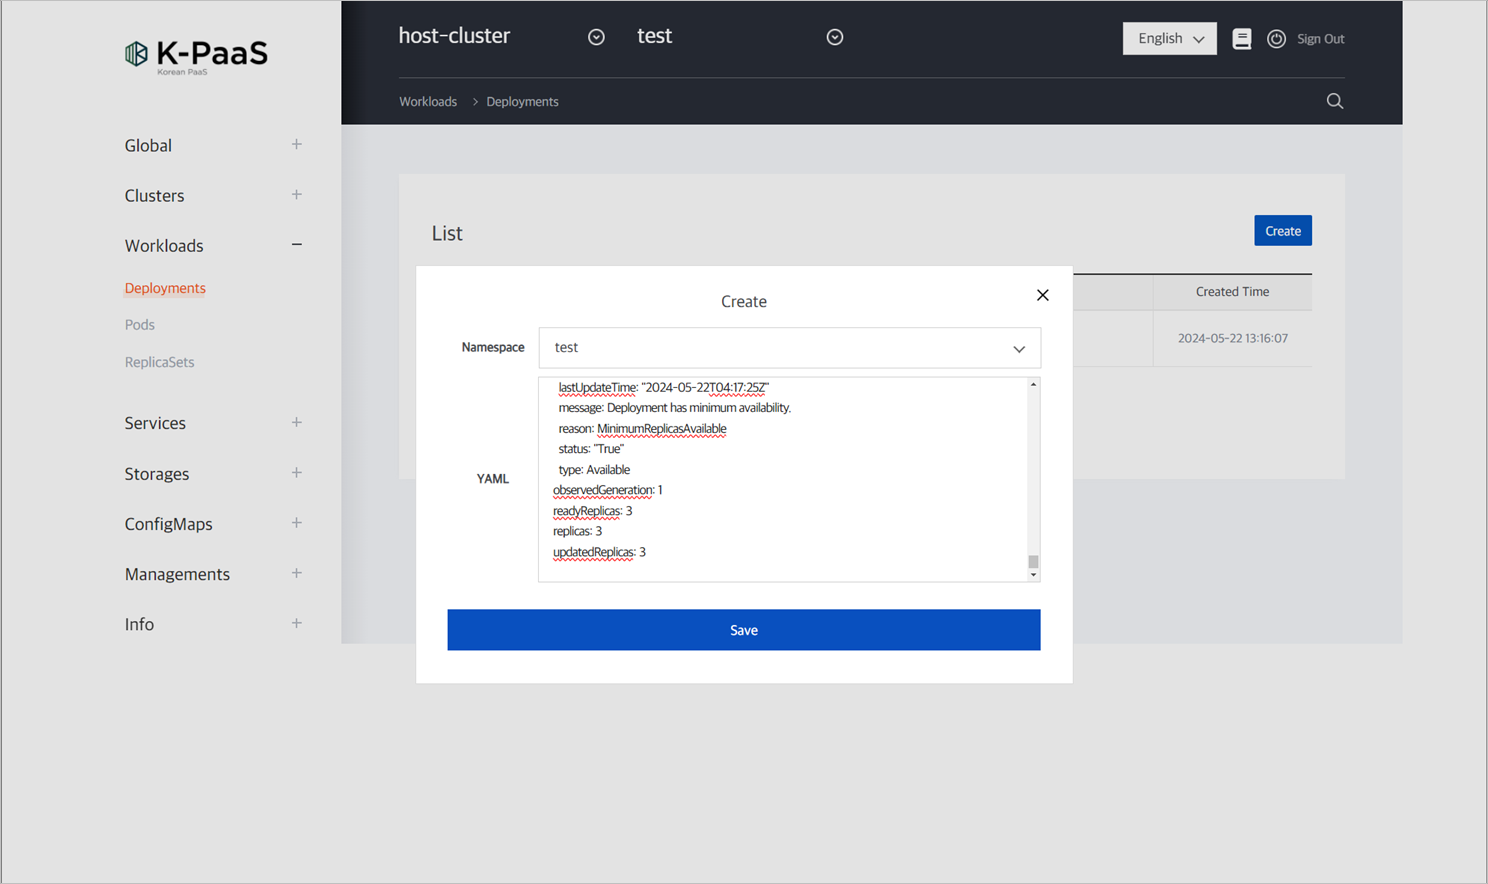 K-PaaS
Korean PaaS
host-cluster
test
English
Sign Out
Workloads > Deployments
Global
Clusters
Workloads
Deployments
Pods
ReplicaSets
Services
Storages
ConfigMaps
Managements
Info
List
Create
Created Time
2024-05-22 13:16:07
Create
Namespace
test
YAML
lastUpdateTime: "2024-05-22T04:17:25Z"
message: Deployment has minimum availability.
reason: MinimumReplicasAvailable
status: "True"
type: Available
observedGeneration: 1
readyReplicas: 3
replicas: 3
updatedReplicas: 3
Save